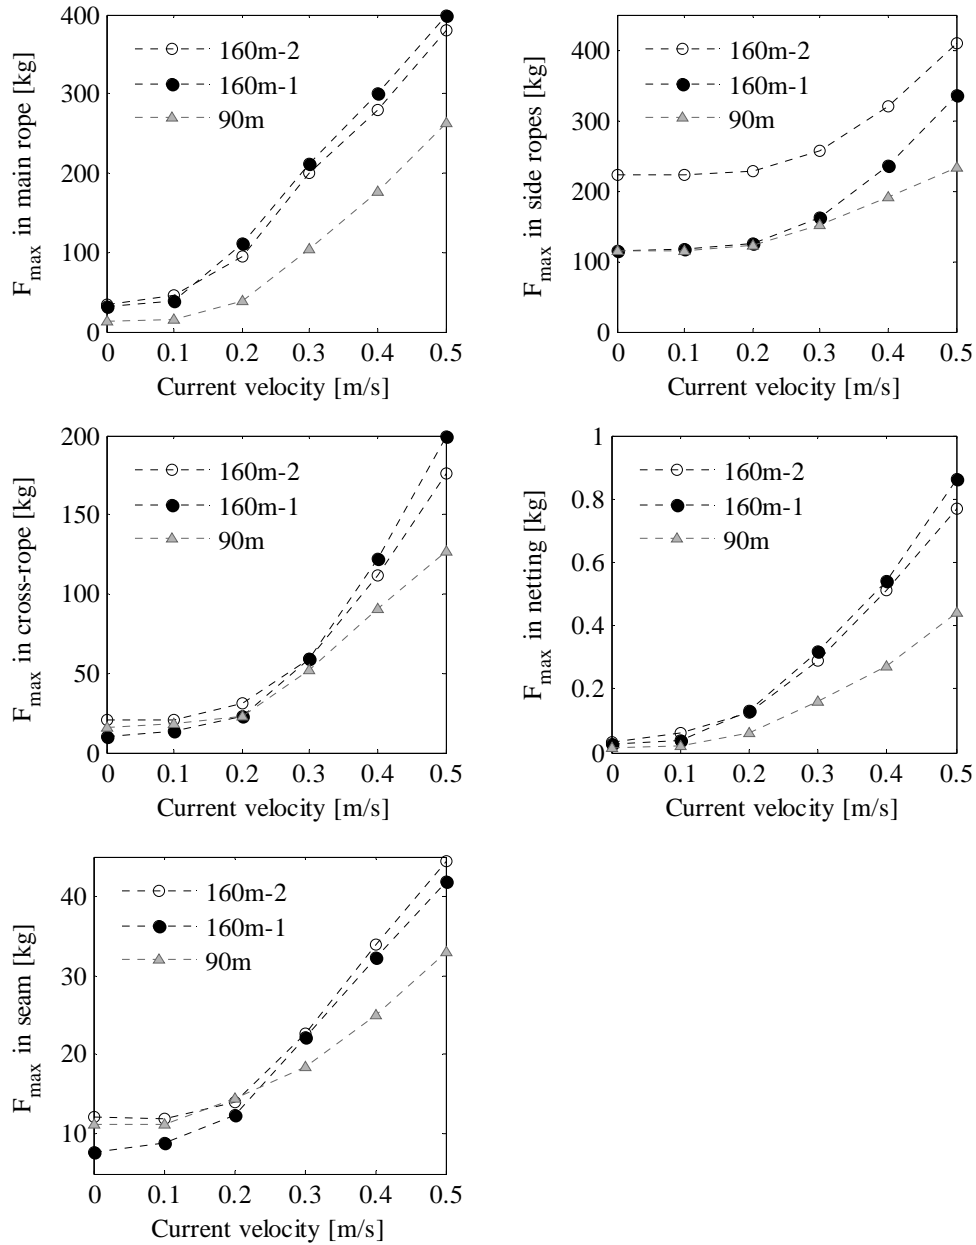 400
300
200
100
0
F_max in main rope [kg]
160m-2
160m-1
90m
0 0.1 0.2 0.3 0.4 0.5
Current velocity [m/s]
400
300
200
100
0
F_max in side ropes [kg]
160m-2
160m-1
90m
0 0.1 0.2 0.3 0.4 0.5
Current velocity [m/s]
200
150
100
50
0
F_max in cross-rope [kg]
160m-2
160m-1
90m
0 0.1 0.2 0.3 0.4 0.5
Current velocity [m/s]
1
0.8
0.6
0.4
0.2
0
F_max in netting [kg]
160m-2
160m-1
90m
0 0.1 0.2 0.3 0.4 0.5
Current velocity [m/s]
40
30
20
10
F_max in seam [kg]
160m-2
160m-1
90m
0 0.1 0.2 0.3 0.4 0.5
Current velocity [m/s]